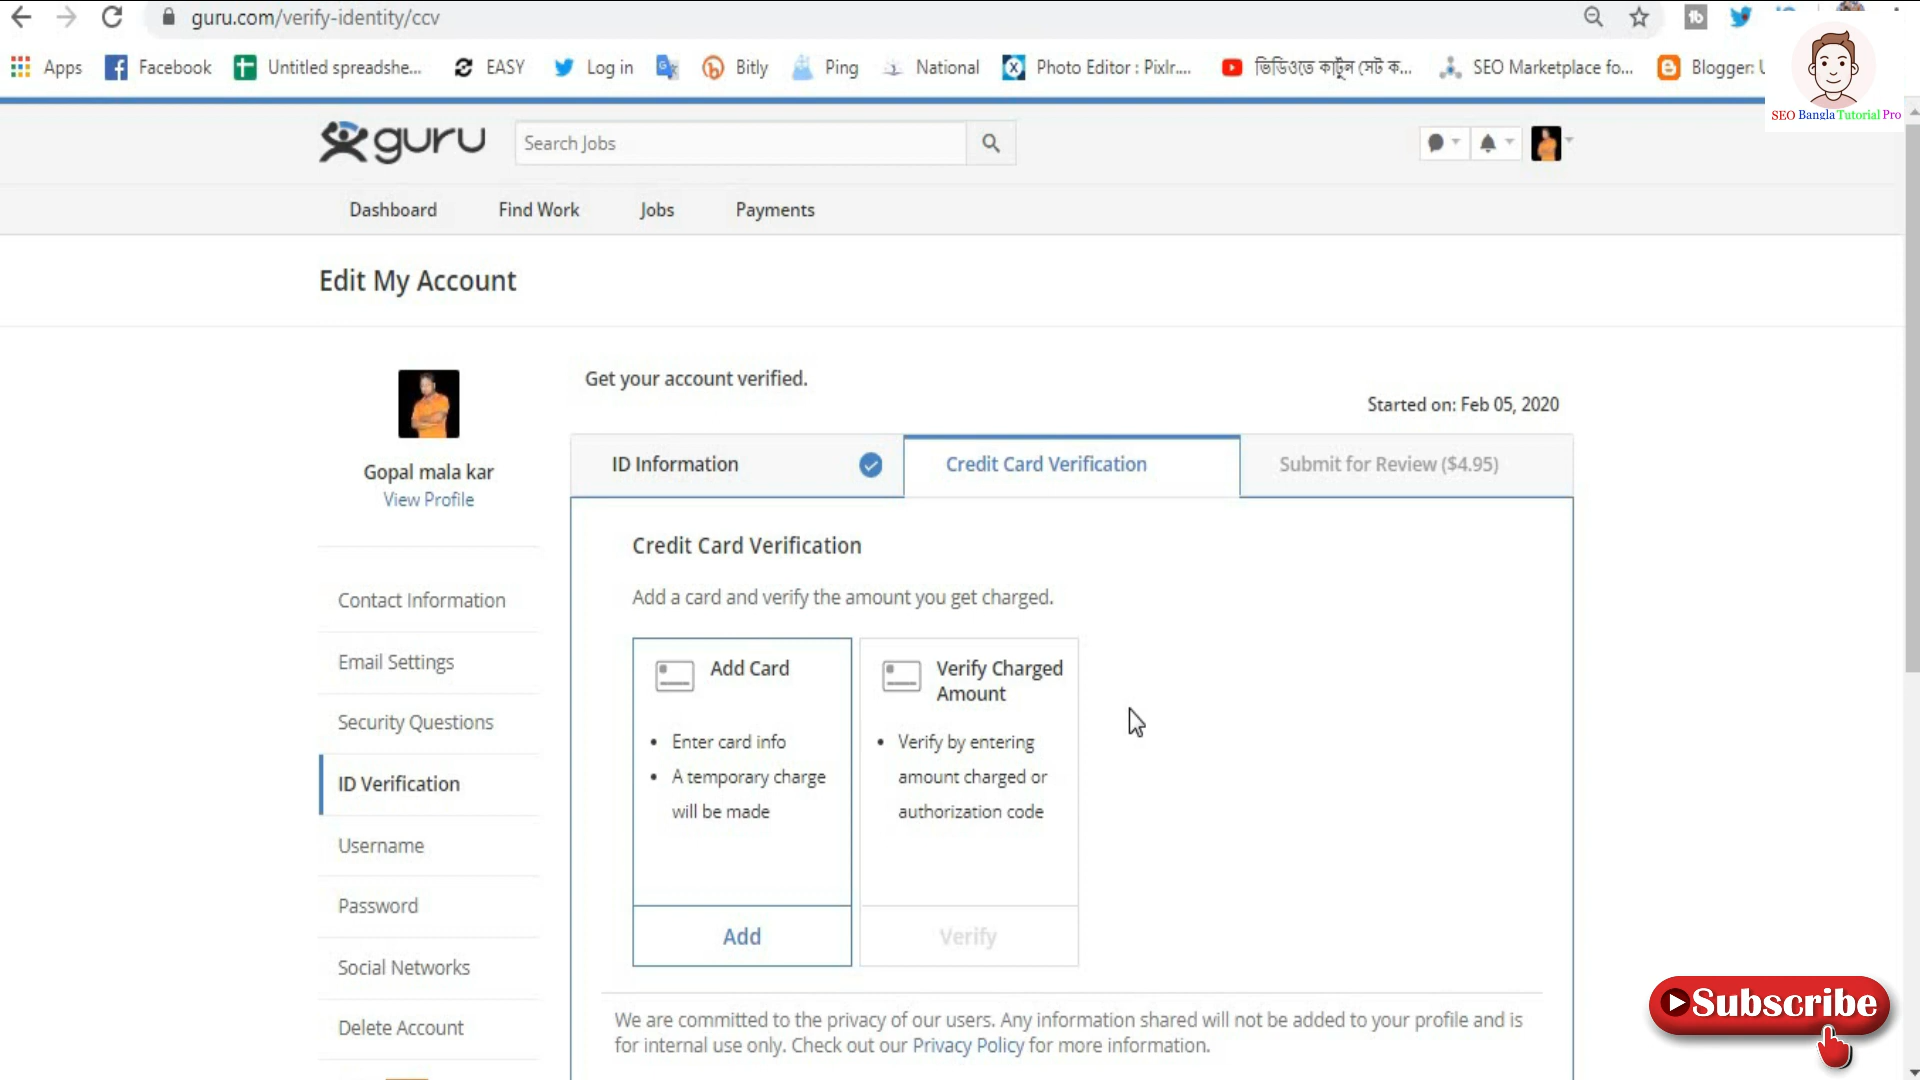 guru.com/verify-identity/ccv
Apps Facebook Untitled spreadshe... EASY Log in Bitly Ping National Photo Editor : Pixlr.... ভিডিওতে কার্টুন সেট ক... SEO Marketplace fo... Blogger: U
SEO Bangla Tutorial Pro
guru Search Jobs
Dashboard Find Work Jobs Payments
Edit My Account
Get your account verified.
Started on: Feb 05, 2020
Gopal mala kar
View Profile
ID Information Credit Card Verification Submit for Review ($4.95)
Contact Information
Email Settings
Security Questions
ID Verification
Username
Password
Social Networks
Delete Account
Credit Card Verification
Add a card and verify the amount you get charged.
Add Card
• Enter card info
• A temporary charge
will be made
Add
Verify Charged
Amount
• Verify by entering
amount charged or
authorization code
Verify
We are committed to the privacy of our users. Any information shared will not be added to your profile and is
for internal use only. Check out our Privacy Policy for more information.
Subscribe